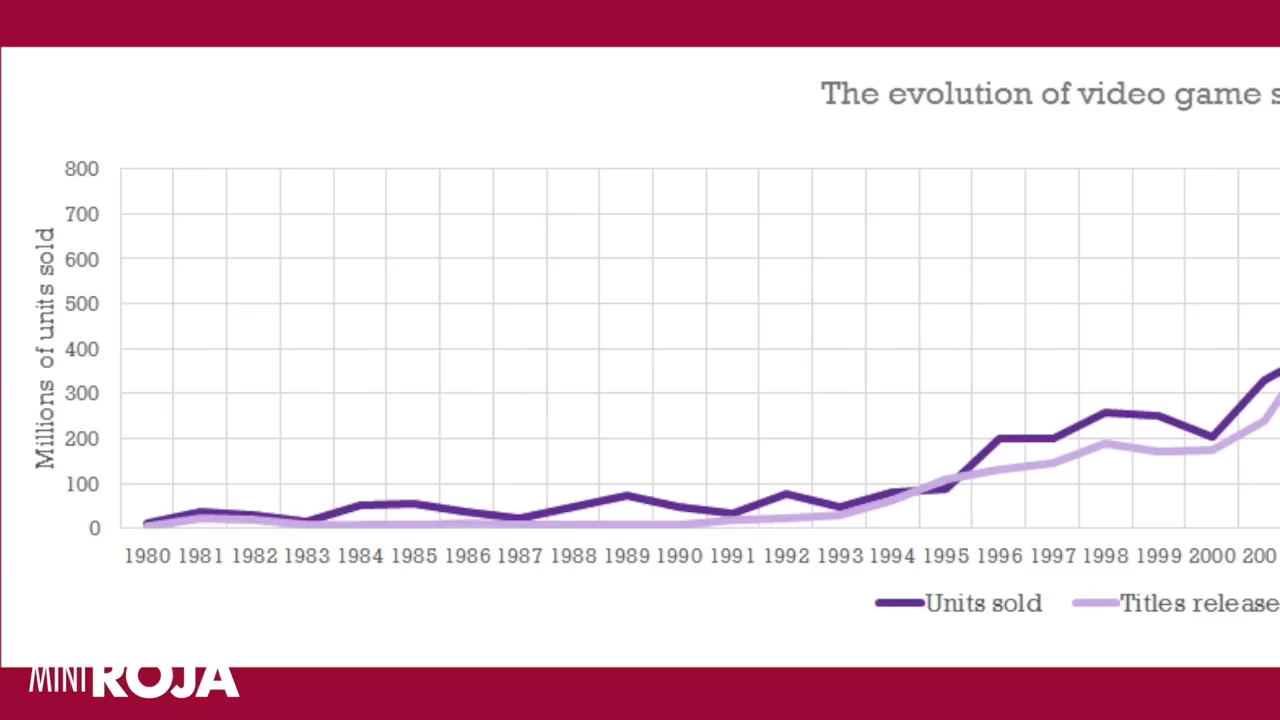 The evolution of video game s
800
700
600
500
400
300
200
100
0
Millions of units sold
1980 1981 1982 1983 1984 1985 1986 1987 1988 1989 1990 1991 1992 1993 1994 1995 1996 1997 1998 1999 2000 200
Units sold Titles release
MINI ROJA